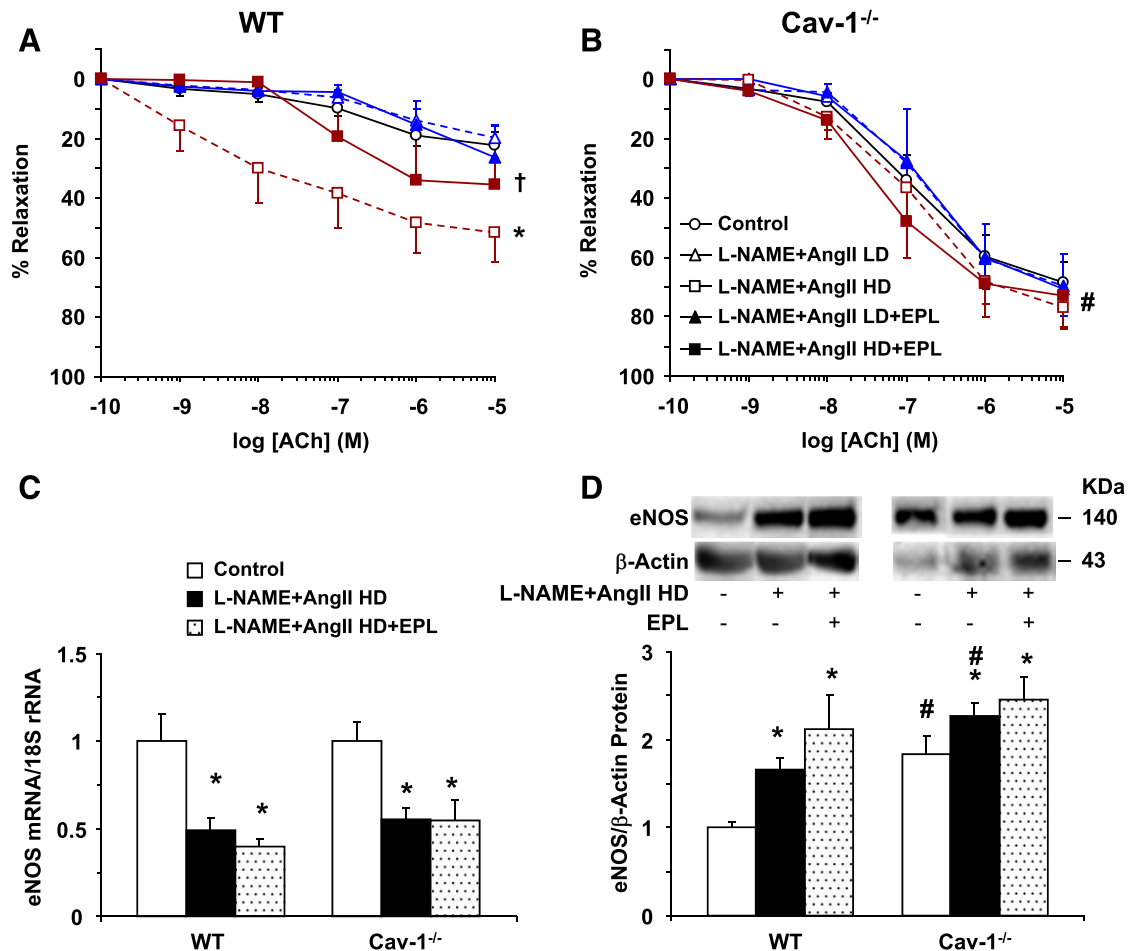 A
WT
0
20
40
60
80
100
% Relaxation
-10 -9 -8 -7 -6 -5
log [ACh] (M)
†
*
B
Cav-1-/-
0
20
40
60
80
100
% Relaxation
Control
L-NAME+AngII LD
L-NAME+AngII HD
L-NAME+AngII LD+EPL
L-NAME+AngII HD+EPL
#
-10 -9 -8 -7 -6 -5
log [ACh] (M)
C
Control
L-NAME+AngII HD
L-NAME+AngII HD+EPL
1.5
1
0.5
0
eNOS mRNA/18S rRNA
* * * *
WT Cav-1-/-
D
KDa
eNOS 140
β-Actin 43
L-NAME+AngII HD - + + - + +
EPL - - + - - +
3
2
1
0
eNOS/β-Actin Protein
* * # # * *
WT Cav-1-/-